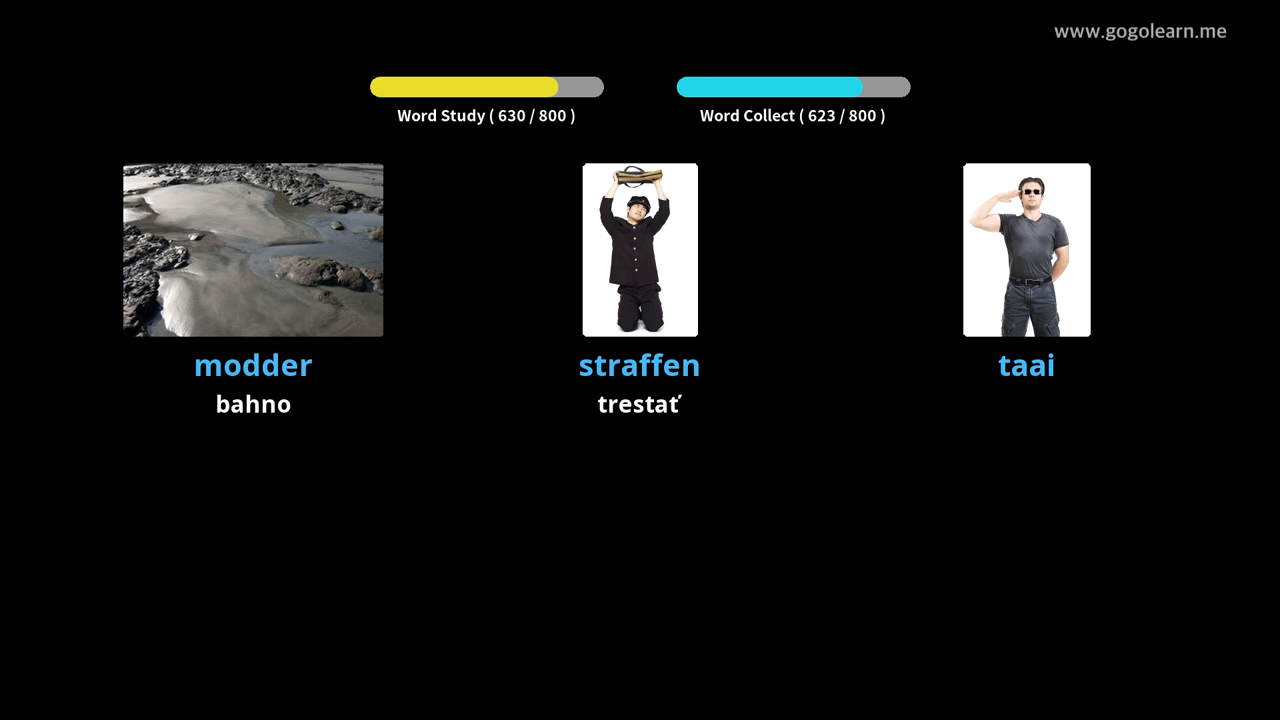 www.gogolearn.me
Word Study ( 630 / 800 )
Word Collect ( 623 / 800 )
modder
straffen
taai
bahno
trestať